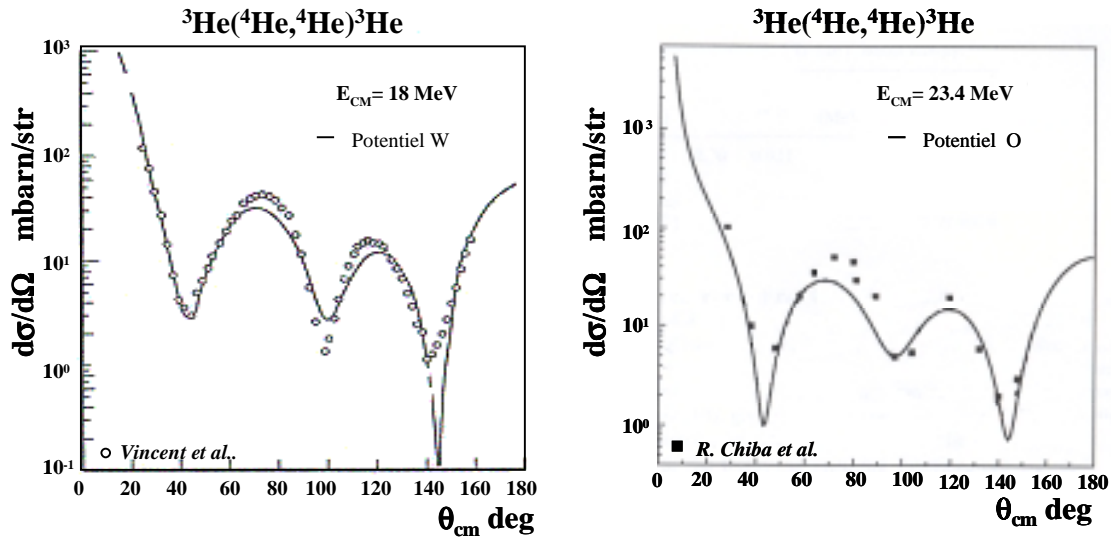 ³He(⁴He,⁴He)³He
10³
10²
10¹
10⁰
10⁻¹
dσ/dΩ mbarn/str
E_CM= 18 MeV
— Potentiel W
Vincent et al..
0 20 40 60 80 100 120 140 160 180
θ_cm deg
³He(⁴He,⁴He)³He
10³
10²
10¹
10⁰
dσ/dΩ mbarn/str
E_CM= 23.4 MeV
— Potentiel O
R. Chiba et al.
0 20 40 60 80 100 120 140 160 180
θ_cm deg